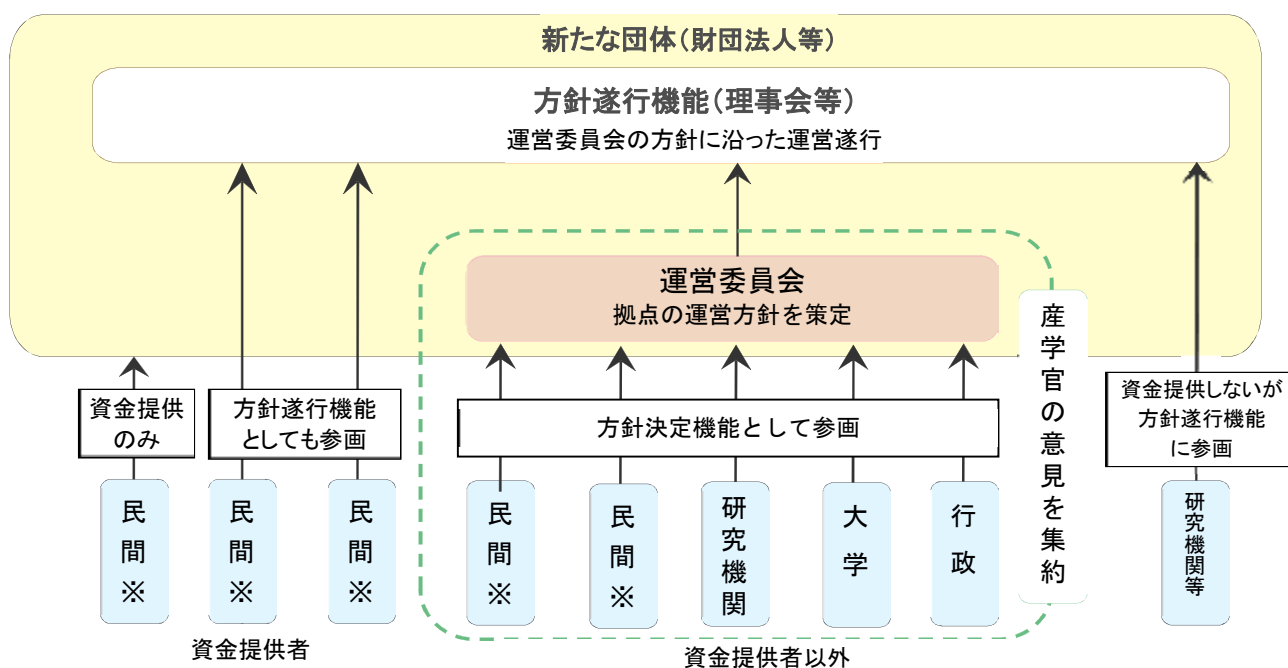 新たな団体（財団法人等）
方針遂行機能（理事会等）
運営委員会の方針に沿った運営遂行
運営委員会
拠点の運営方針を策定
産学官の意見を集約
資金提供
のみ
方針遂行機能
としても参画
方針決定機能として参画
資金提供しないが
方針遂行機能
に参画
民間※
民間※
民間※
民間※
民間※
研究機関
大学
行政
研究機関等
資金提供者
資金提供者以外